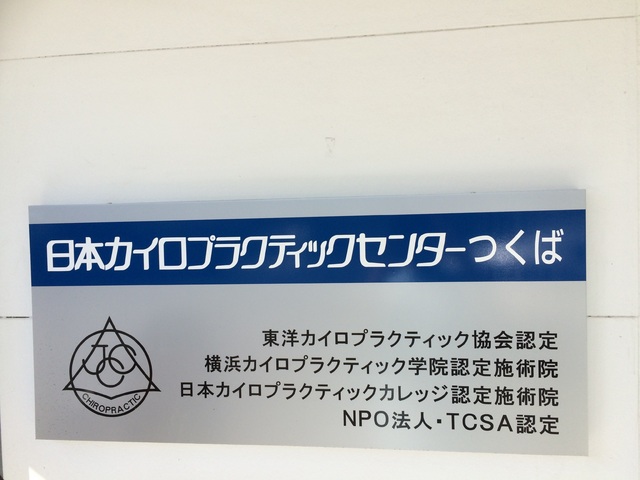 日本カイロプラクティックセンターつくば
東洋カイロプラクティック協会認定
横浜カイロプラクティック学院認定施術院
日本カイロプラクティックカレッジ認定施術院
NPO法人・TCSA認定
JCS
CHIROPRACTIC